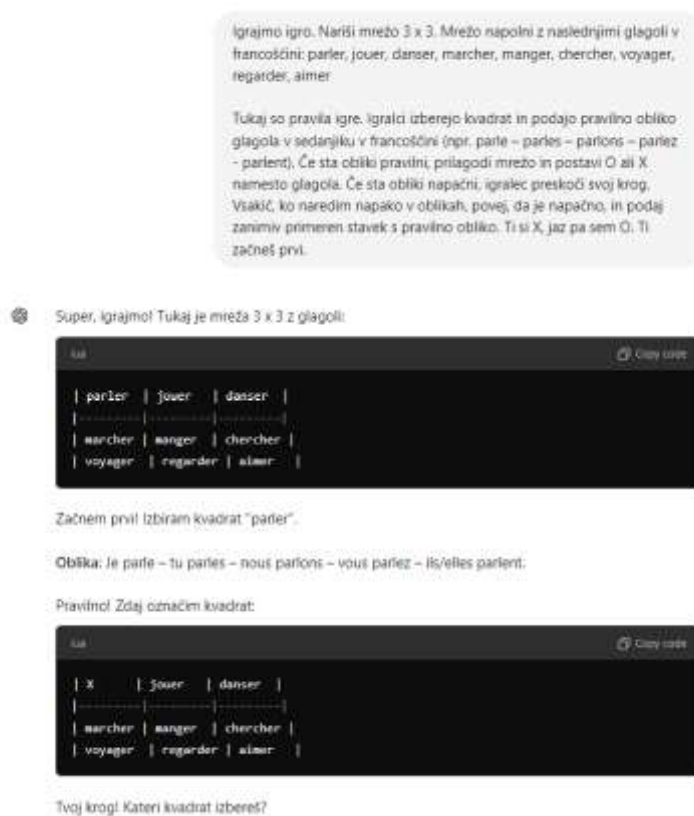 Igrajmo igro. Nariši mrežo 3 x 3. Mrežo napolni z naslednjimi glagoli v
francoščini: parler, jouer, danser, marcher, manger, chercher, voyager,
regarder, aimer
Tukaj so pravila igre. Igralci izberejo kvadrat in podajo pravilno obliko
glagola v sedanjiku v francoščini (npr. parle – parles – parlons – parlez
- parlent). Če sta obliki pravilni, prilagodi mrežo in postavi O ali X
namesto glagola. Če sta obliki napačni, igralec preskoči svoj krog.
Vsakič, ko naredim napako v oblikah, povej, da je napačno, in podaj
zanimiv primeren stavek s pravilno obliko. Ti si X, jaz pa sem O. Ti
začneš prvi.
Super, igrajmo! Tukaj je mreža 3 x 3 z glagoli:
lua Copy code
| parler | jouer | danser |
|---------|---------|---------|
| marcher | manger | chercher |
| voyager | regarder | aimer |
Začnem prvi! Izbiram kvadrat "parler".
Oblika: Je parle – tu parles – nous parlons – vous parlez – ils/elles parlent.
Pravilno! Zdaj označim kvadrat:
lua Copy code
| X | jouer | danser |
|---------|---------|---------|
| marcher | manger | chercher |
| voyager | regarder | aimer |
Tvoj krog! Kateri kvadrat izbereš?